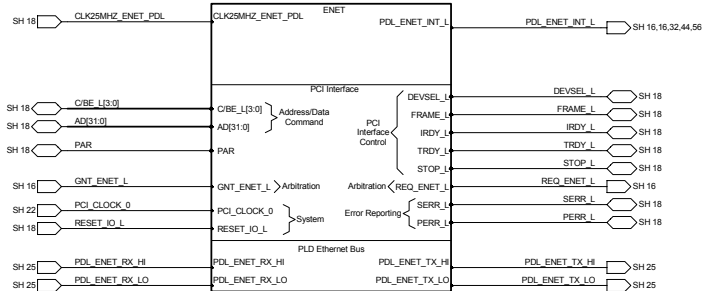 ENET
SH 18 CLK25MHZ_ENET_PDL CLK25MHZ_ENET_PDL PDL_ENET_INT_L PDL_ENET_INT_L SH 16,16,32,44,56
PCI Interface
DEVSEL_L DEVSEL_L SH 18
SH 18 C/BE_L[3:0] C/BE_L[3:0] Address/Data Command FRAME_L FRAME_L SH 18
SH 18 AD[31:0] AD[31:0] PCI Interface Control IRDY_L IRDY_L SH 18
SH 18 PAR PAR TRDY_L TRDY_L SH 18
STOP_L STOP_L SH 18
SH 16 GNT_ENET_L GNT_ENET_L Arbitration Arbitration REQ_ENET_L REQ_ENET_L SH 16
SH 22 PCI_CLOCK_0 PCI_CLOCK_0 System Error Reporting SERR_L SERR_L SH 18
SH 18 RESET_IO_L RESET_IO_L PERR_L PERR_L SH 18
PLD Ethernet Bus
SH 25 PDL_ENET_RX_HI PDL_ENET_RX_HI PDL_ENET_TX_HI PDL_ENET_TX_HI SH 25
SH 25 PDL_ENET_RX_LO PDL_ENET_RX_LO PDL_ENET_TX_LO PDL_ENET_TX_LO SH 25